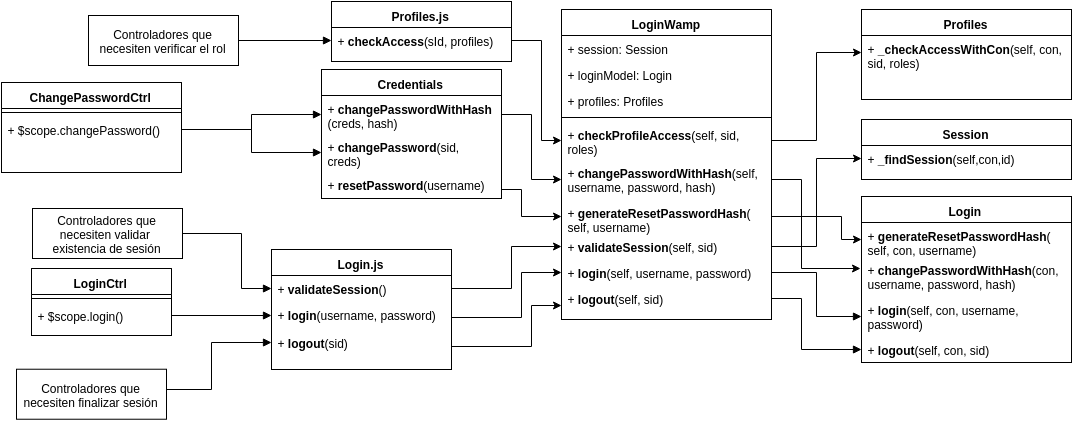 Controladores que
necesiten verificar el rol
Profiles.js
+ checkAccess(sId, profiles)
ChangePasswordCtrl
+ $scope.changePassword()
Credentials
+ changePasswordWithHash
(creds, hash)
+ changePassword(sid,
creds)
+ resetPassword(username)
Controladores que
necesiten validar
existencia de sesión
LoginCtrl
+ $scope.login()
Controladores que
necesiten finalizar sesión
Login.js
+ validateSession()
+ login(username, password)
+ logout(sid)
LoginWamp
+ session: Session
+ loginModel: Login
+ profiles: Profiles
+ checkProfileAccess(self, sid,
roles)
+ changePasswordWithHash(self,
username, password, hash)
+ generateResetPasswordHash(
self, username)
+ validateSession(self, sid)
+ login(self, username, password)
+ logout(self, sid)
Profiles
+ _checkAccessWithCon(self, con,
sid, roles)
Session
+ _findSession(self,con,id)
Login
+ generateResetPasswordHash(
self, con, username)
+ changePasswordWithHash(con,
username, password, hash)
+ login(self, con, username,
password)
+ logout(self, con, sid)